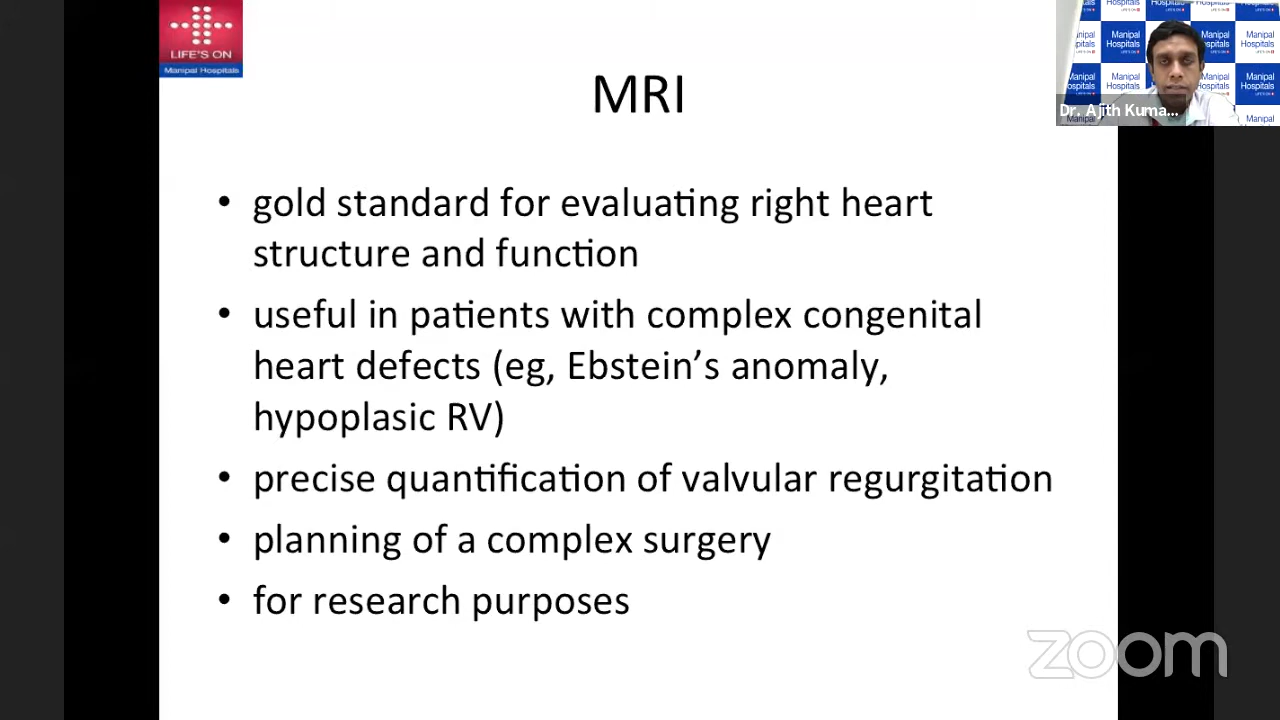 LIFE'S ON
Manipal Hospitals
MRI
• gold standard for evaluating right heart
structure and function
• useful in patients with complex congenital
heart defects (eg, Ebstein’s anomaly,
hypoplasic RV)
• precise quantification of valvular regurgitation
• planning of a complex surgery
• for research purposes
Manipal
Hospitals
Dr. Ajith Kuma...
zoom